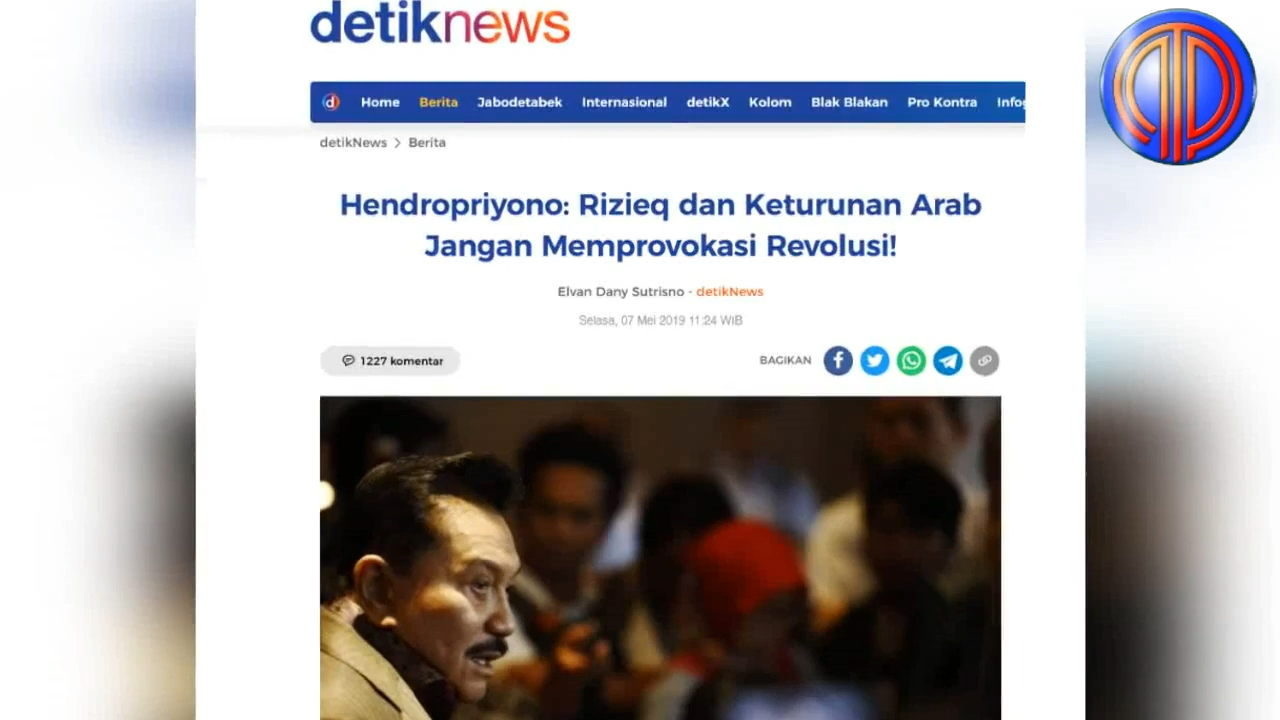 detiknews
Home Berita Jabodetabek Internasional detikX Kolom Blak Blakan Pro Kontra Infog
detikNews > Berita
Hendropriyono: Rizieq dan Keturunan Arab
Jangan Memprovokasi Revolusi!
Elvan Dany Sutrisno - detikNews
Selasa, 07 Mei 2019 11:24 WIB
1227 komentar
BAGIKAN